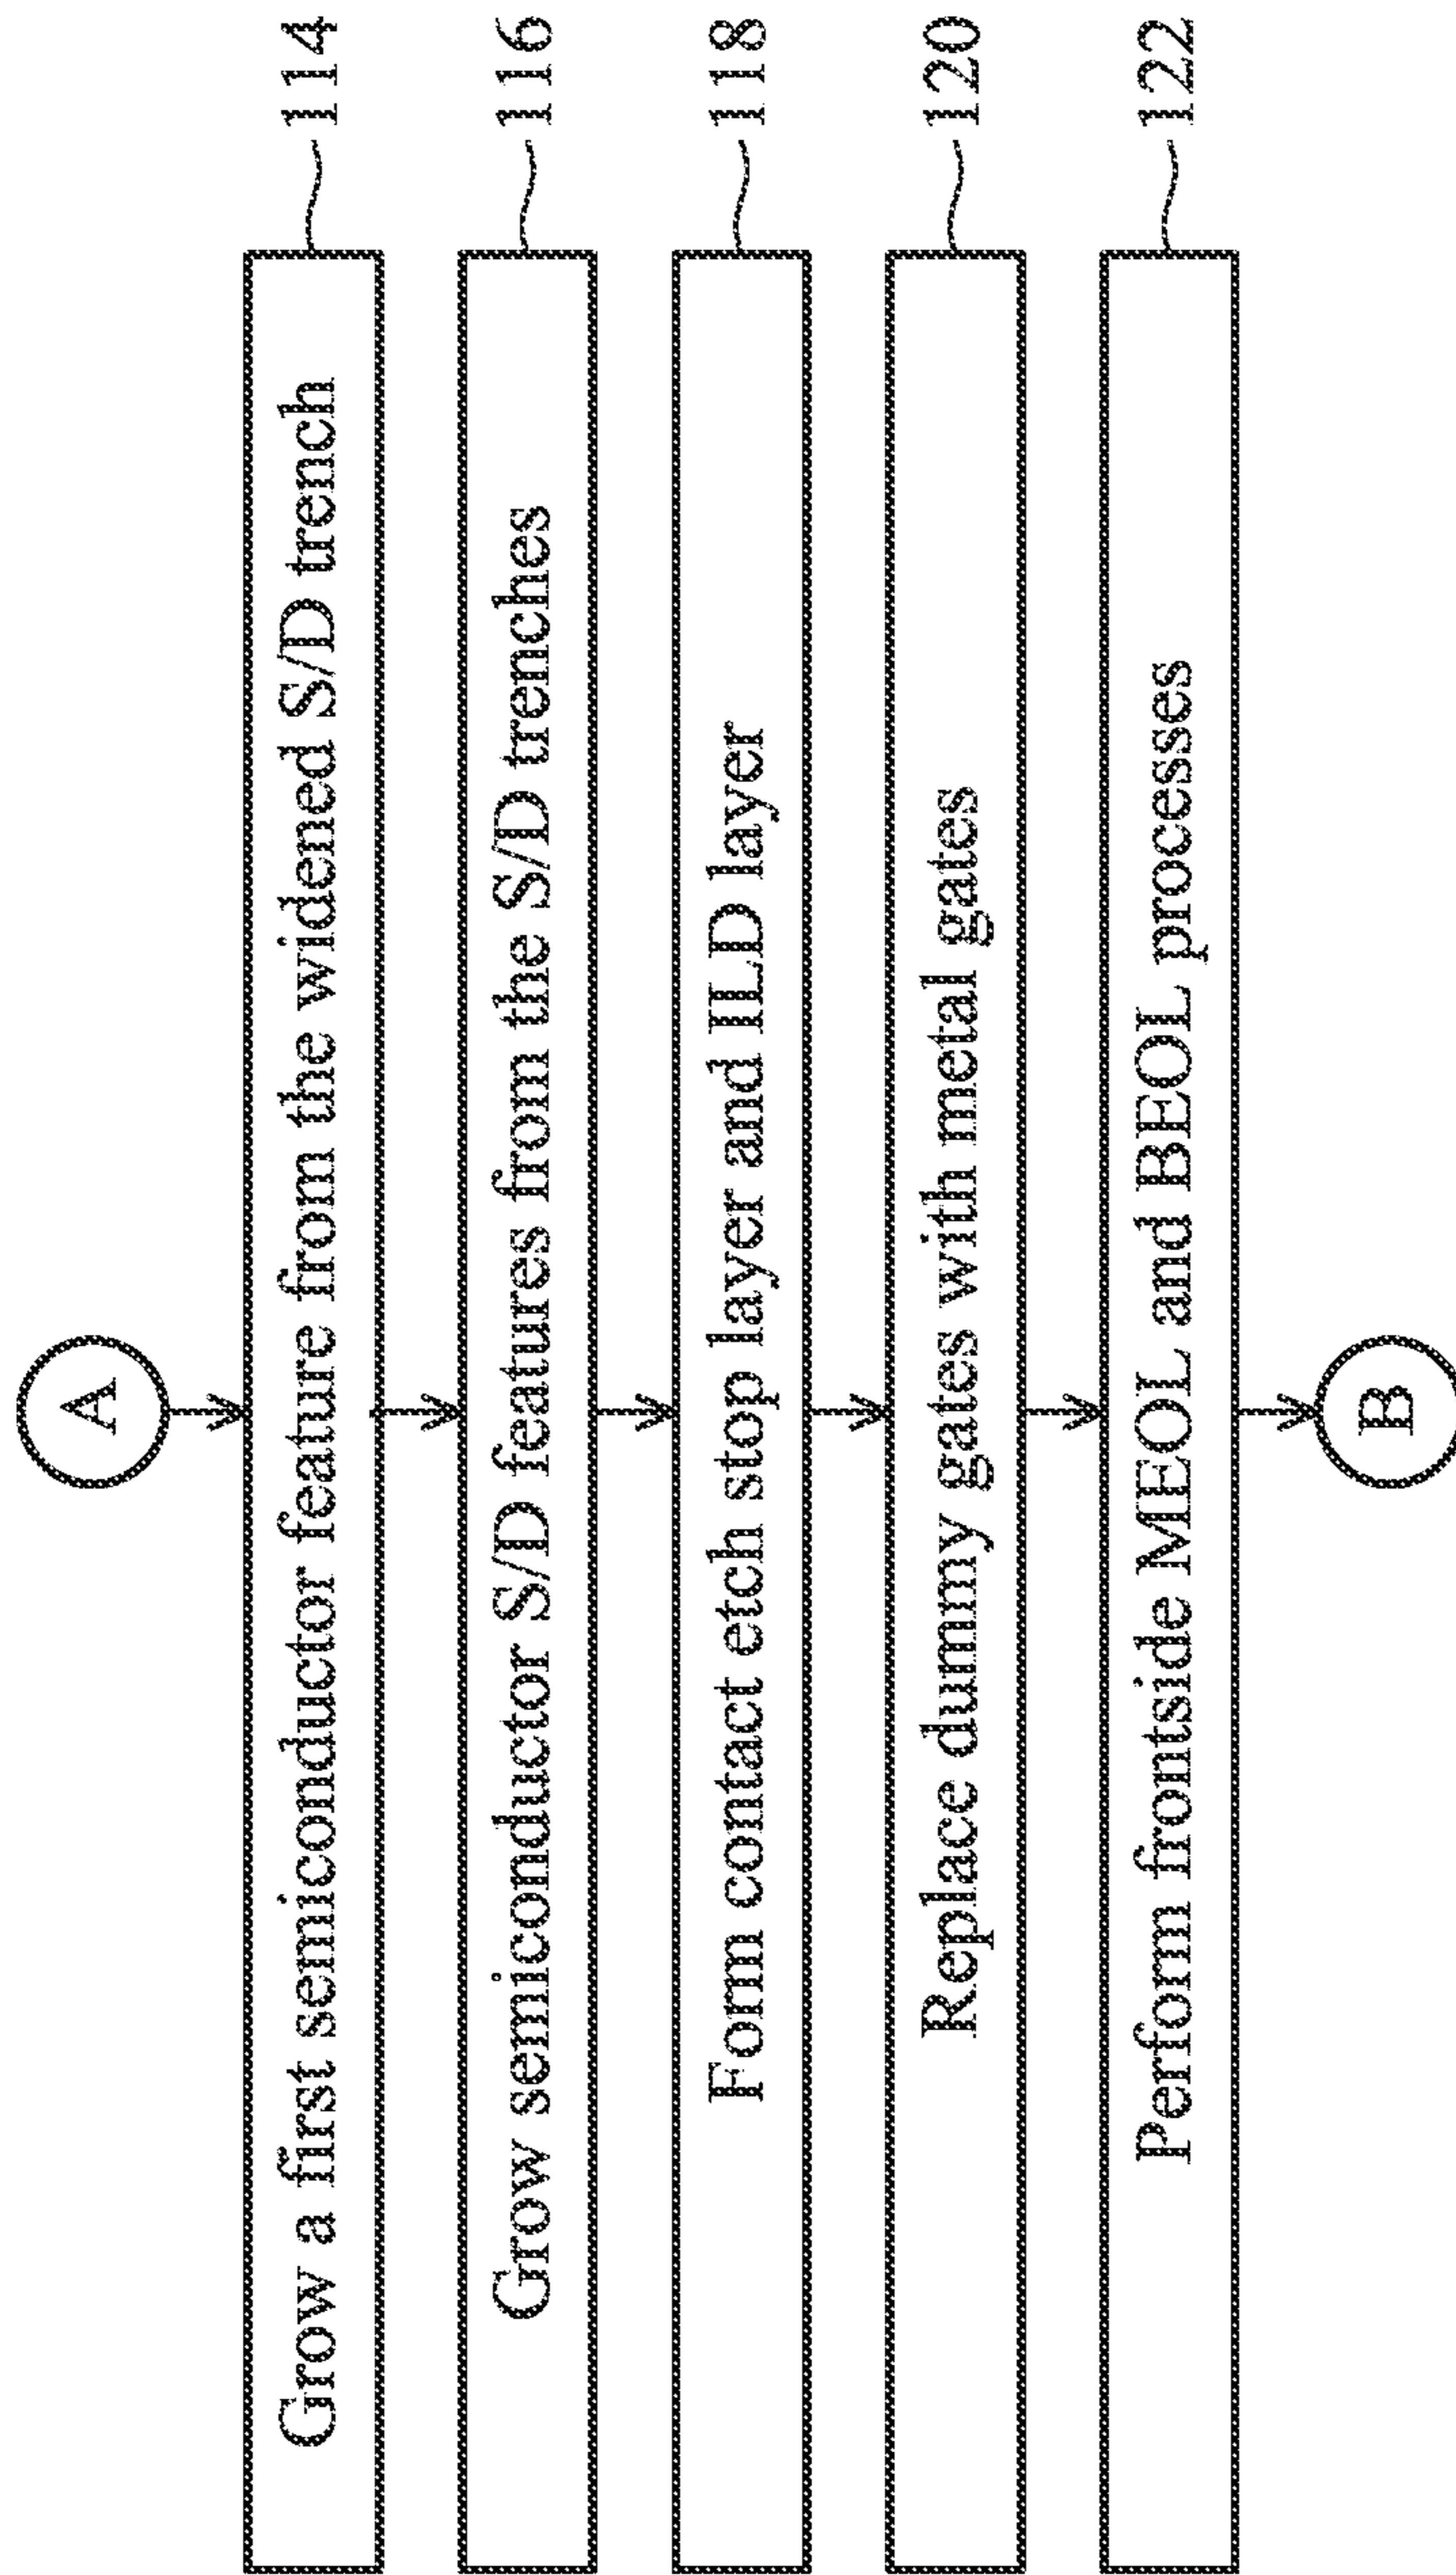 A
Grow a first semiconductor feature from the widened S/D trench 114
Grow semiconductor S/D features from the S/D trenches 116
Form contact etch stop layer and ILD layer 118
Replace dummy gates with metal gates 120
Perform frontside MEOL and BEOL processes 122
B